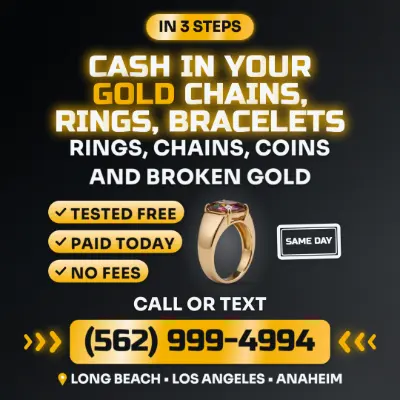 IN 3 STEPS
CASH IN YOUR
GOLD CHAINS,
RINGS, BRACELETS
RINGS, CHAINS, COINS
AND BROKEN GOLD
✓ TESTED FREE
✓ PAID TODAY
✓ NO FEES
SAME DAY
CALL OR TEXT
(562) 999-4994
LONG BEACH • LOS ANGELES • ANAHEIM